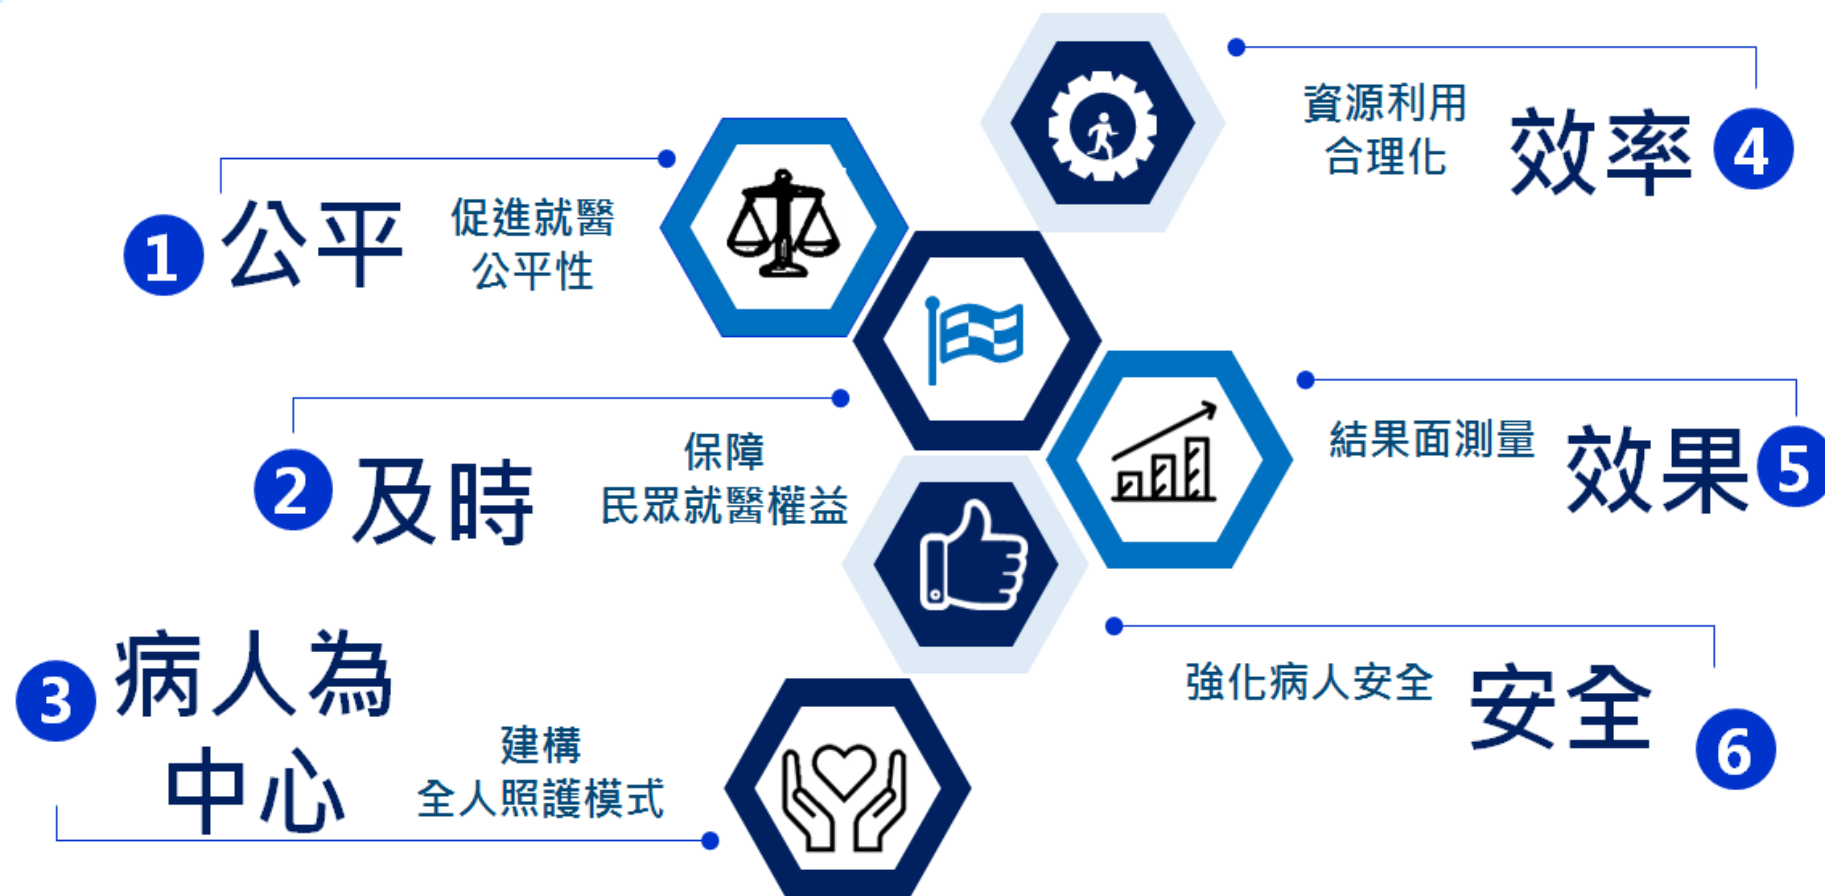 1
公平
促進就醫
公平性
2
及時
保障
民眾就醫權益
3
病人為
中心
建構
全人照護模式
資源利用
合理化
效率
4
結果面測量
效果
5
強化病人安全
安全
6